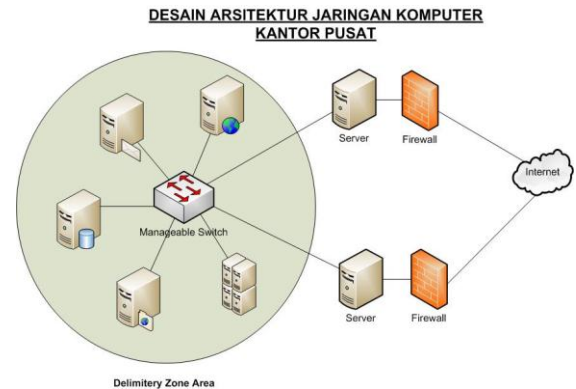 DESAIN ARSITEKTUR JARINGAN KOMPUTER
KANTOR PUSAT
Server
Firewall
Internet
Manageable Switch
Server
Firewall
Delimitery Zone Area